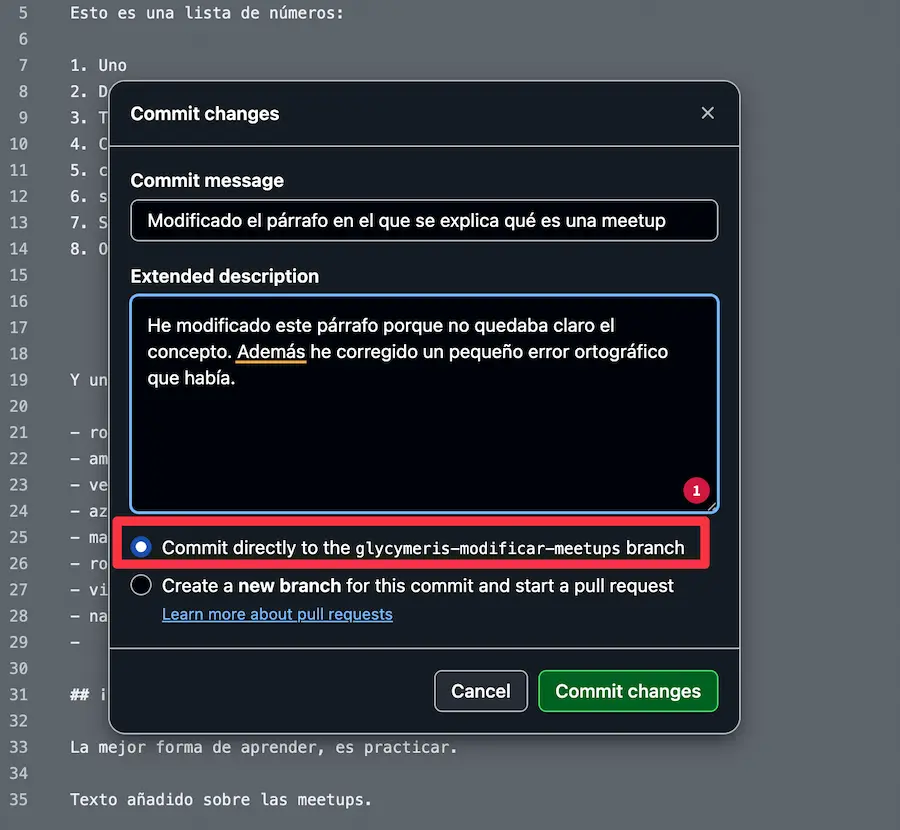 5 Esto es una lista de números:
6
7 1. Uno
8 2. D
9 3. T
10 4. C
11 5. c
12 6. s
13 7. S
14 8. O
15
16
17
18
19 Y un
20
21 - ro
22 - am
23 - ve
24 - az
25 - ma
26 - ro
27 - vi
28 - na
29 -
30
31 ## ¡
32
33 La mejor forma de aprender, es practicar.
34
35 Texto añadido sobre las meetups.
Commit changes
Commit message
Modificado el párrafo en el que se explica qué es una meetup
Extended description
He modificado este párrafo porque no quedaba claro el
concepto. Además he corregido un pequeño error ortográfico
que había.
1
Commit directly to the glycymeris-modificar-meetups branch
Create a new branch for this commit and start a pull request
Learn more about pull requests
Cancel
Commit changes